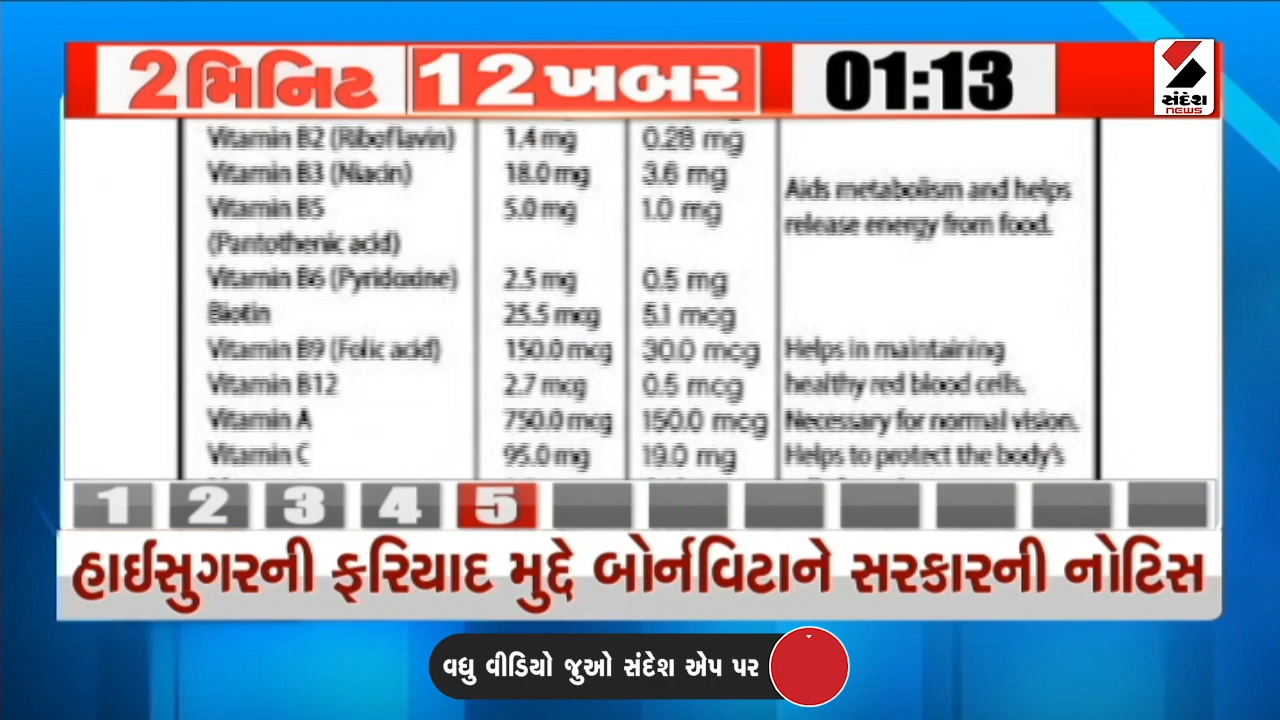 2મિનિટ 12ખબર 01:13
સંદેશ
NEWS
Vitamin B2 (Riboflavin) 1.4 mg 0.28 mg
Vitamin B3 (Niacin) 18.0 mg 3.6 mg Aids metabolism and helps
Vitamin B5 5.0 mg 1.0 mg release energy from food.
(Pantothenic acid)
Vitamin B6 (Pyridoxine) 2.5 mg 0.5 mg
Biotin 25.5 mcg 5.1 mcg
Vitamin B9 (Folic acid) 150.0 mcg 30.0 mcg Helps in maintaining
Vitamin B12 2.7 mcg 0.5 mcg healthy red blood cells.
Vitamin A 750.0 mcg 150.0 mcg Necessary for normal vision.
Vitamin C 95.0 mg 19.0 mg Helps to protect the body's
1 2 3 4 5
હાઈસુગરની ફરિયાદ મુદ્દે બોર્નવિટાને સરકારની નોટિસ
વધુ વીડિયો જુઓ સંદેશ એપ પર